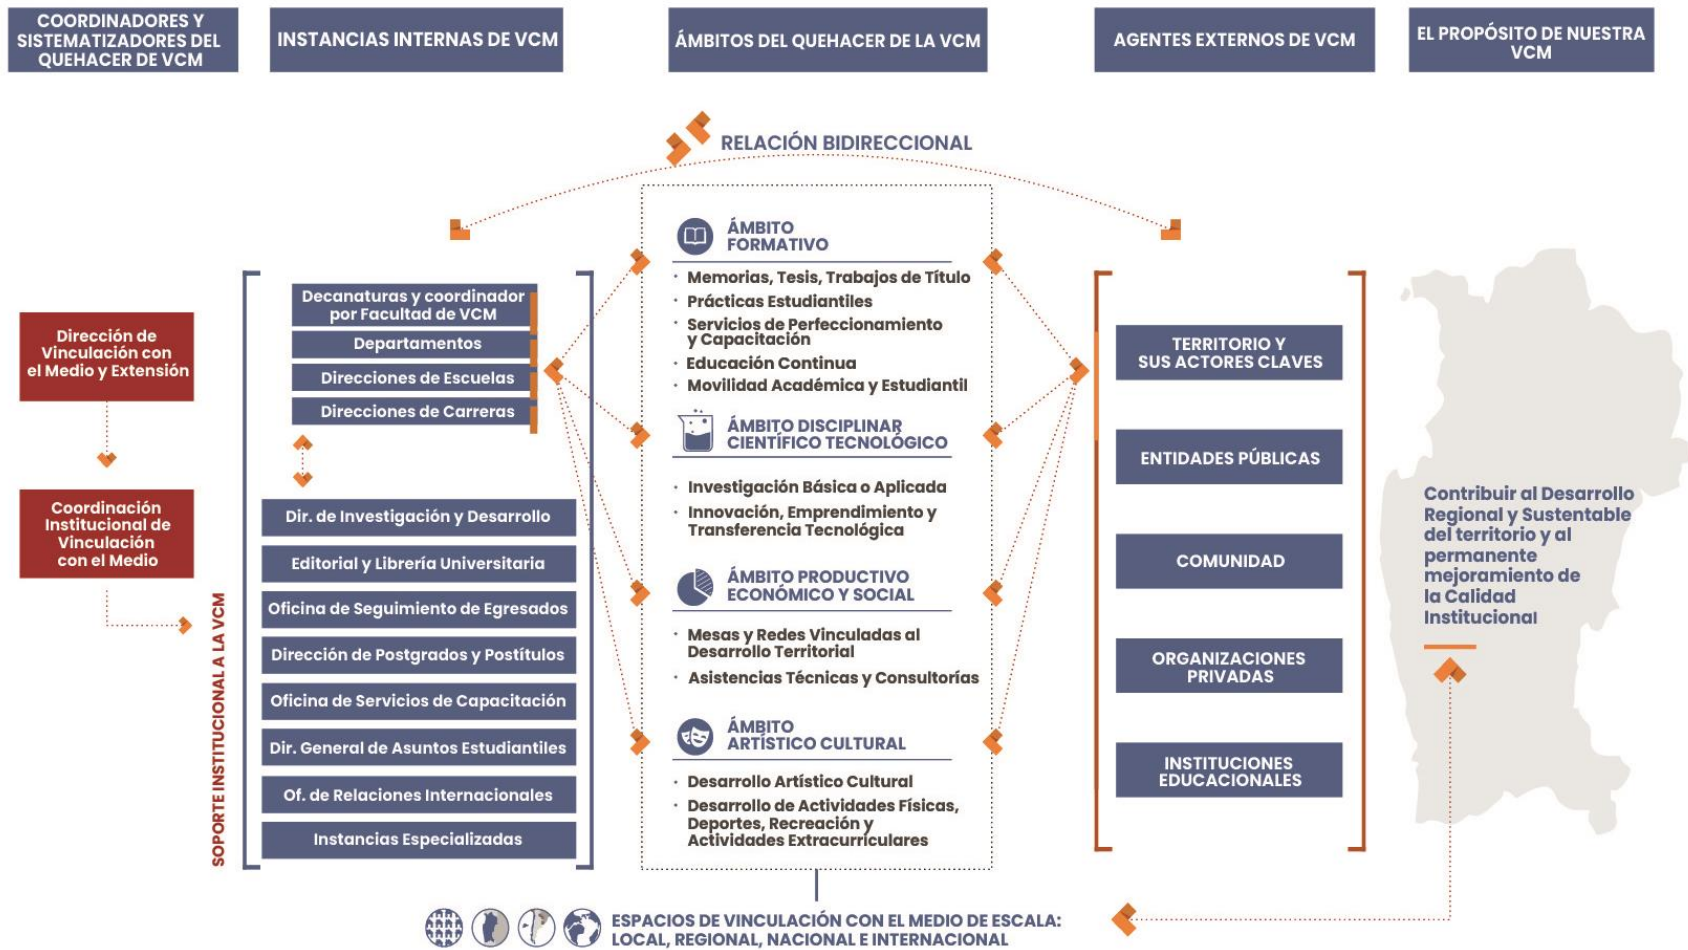 COORDINADORES Y
SISTEMATIZADORES DEL
QUEHACER DE VCM
INSTANCIAS INTERNAS DE VCM
ÁMBITOS DEL QUEHACER DE LA VCM
AGENTES EXTERNOS DE VCM
EL PROPÓSITO DE NUESTRA
VCM
RELACIÓN BIDIRECCIONAL
Dirección de
Vinculación con
el Medio y Extensión
Coordinación
Institucional de
Vinculación
con el Medio
SOPORTE INSTITUCIONAL A LA VCM
Decanaturas y coordinador
por Facultad de VCM
Departamentos
Direcciones de Escuelas
Direcciones de Carreras
Dir. de Investigación y Desarrollo
Editorial y Librería Universitaria
Oficina de Seguimiento de Egresados
Dirección de Postgrados y Postítulos
Oficina de Servicios de Capacitación
Dir. General de Asuntos Estudiantiles
Of. de Relaciones Internacionales
Instancias Especializadas
ÁMBITO
FORMATIVO
· Memorias, Tesis, Trabajos de Título
· Prácticas Estudiantiles
· Servicios de Perfeccionamiento
y Capacitación
· Educación Continua
· Movilidad Académica y Estudiantil
ÁMBITO DISCIPLINAR
CIENTÍFICO TECNOLÓGICO
· Investigación Básica o Aplicada
· Innovación, Emprendimiento y
Transferencia Tecnológica
ÁMBITO PRODUCTIVO
ECONÓMICO Y SOCIAL
· Mesas y Redes Vinculadas al
Desarrollo Territorial
· Asistencias Técnicas y Consultorías
ÁMBITO
ARTÍSTICO CULTURAL
· Desarrollo Artístico Cultural
· Desarrollo de Actividades Físicas,
Deportes, Recreación y
Actividades Extracurriculares
TERRITORIO Y
SUS ACTORES CLAVES
ENTIDADES PÚBLICAS
COMUNIDAD
ORGANIZACIONES
PRIVADAS
INSTITUCIONES
EDUCACIONALES
Contribuir al Desarrollo
Regional y Sustentable
del territorio y al
permanente
mejoramiento de
la Calidad
Institucional
ESPACIOS DE VINCULACIÓN CON EL MEDIO DE ESCALA:
LOCAL, REGIONAL, NACIONAL E INTERNACIONAL